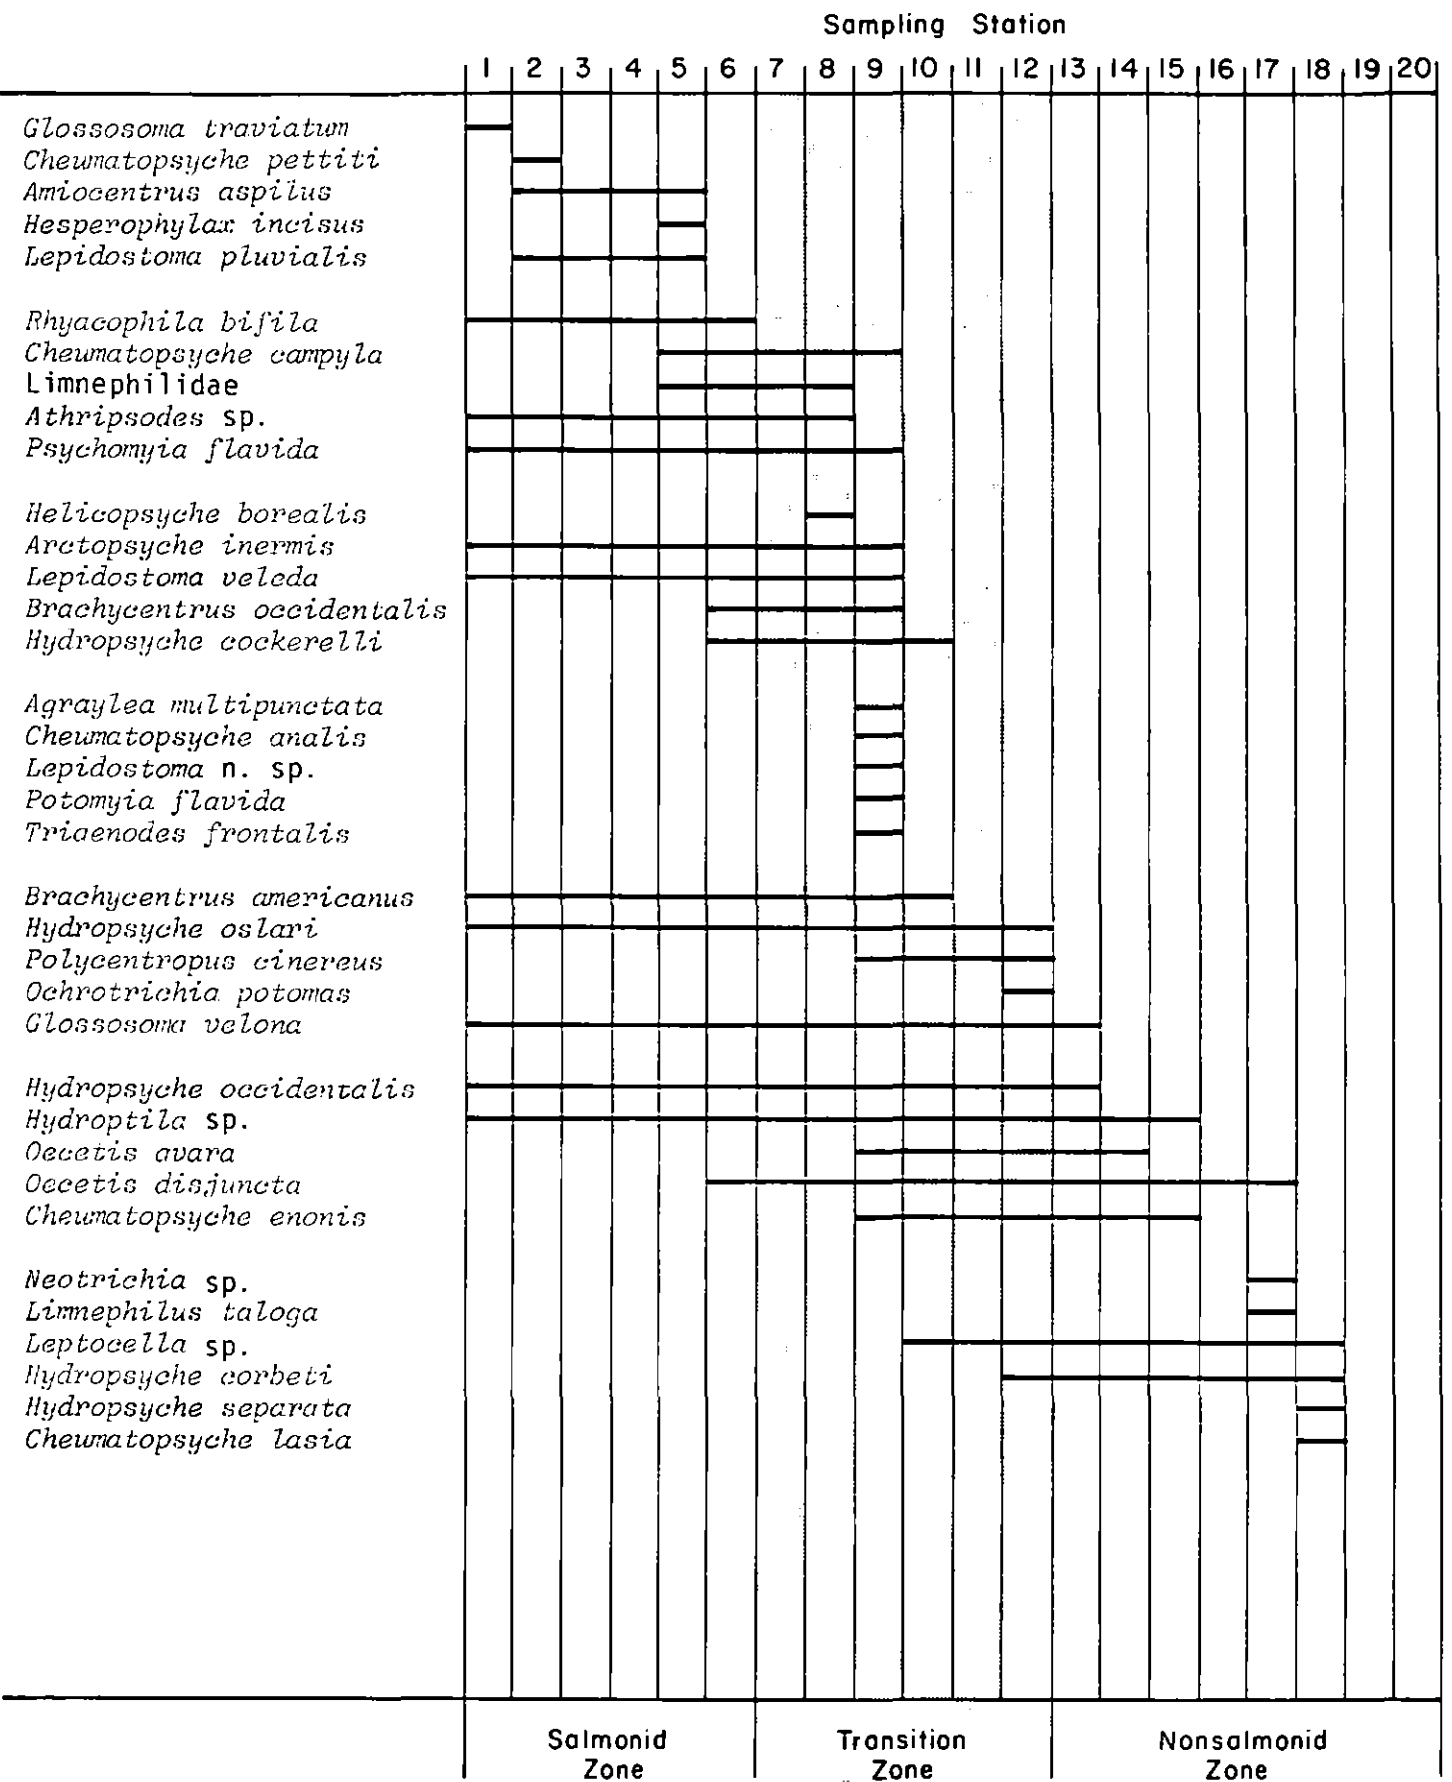 Sampling Station
1 2 3 4 5 6 7 8 9 10 11 12 13 14 15 16 17 18 19 20
Glossosoma traviatum
Cheumatopsyche pettiti
Amiocentrus aspilus
Hesperophylax incisus
Lepidostoma pluvialis
Rhyacophila bifila
Cheumatopsyche campyla
Limnephilidae
Athripsodes sp.
Psychomyia flavida
Helicopsyche borealis
Arctopsyche inermis
Lepidostoma veleda
Brachycentrus occidentalis
Hydropsyche cockerelli
Agraylea multipunctata
Cheumatopsyche analis
Lepidostoma n. sp.
Potomyia flavida
Triaenodes frontalis
Brachycentrus americanus
Hydropsyche oslari
Polycentropus cinereus
Ochrotrichia potomas
Glossosoma velona
Hydropsyche occidentalis
Hydroptila sp.
Oecetis avara
Oecetis disjuncta
Cheumatopsyche enonis
Neotrichia sp.
Limnephilus taloga
Leptocella sp.
Hydropsyche corbeti
Hydropsyche separata
Cheumatopsyche lasia
Salmonid Transition Nonsalmonid
Zone Zone Zone